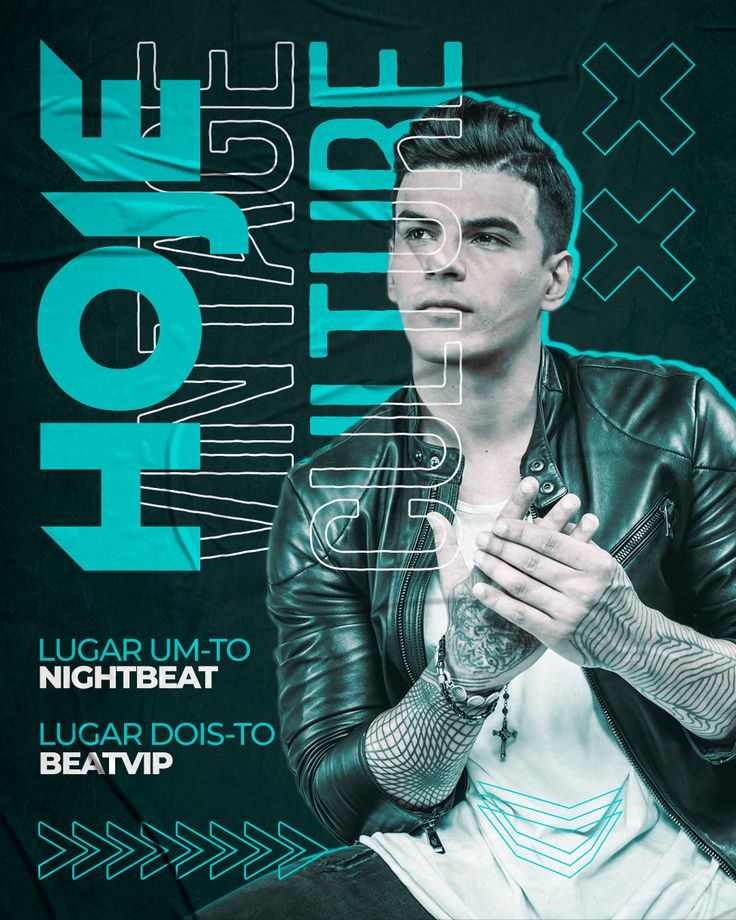 HOJE
VINTAGE
CULTURE
LUGAR UM-TO
NIGHTBEAT
LUGAR DOIS-TO
BEATVIP